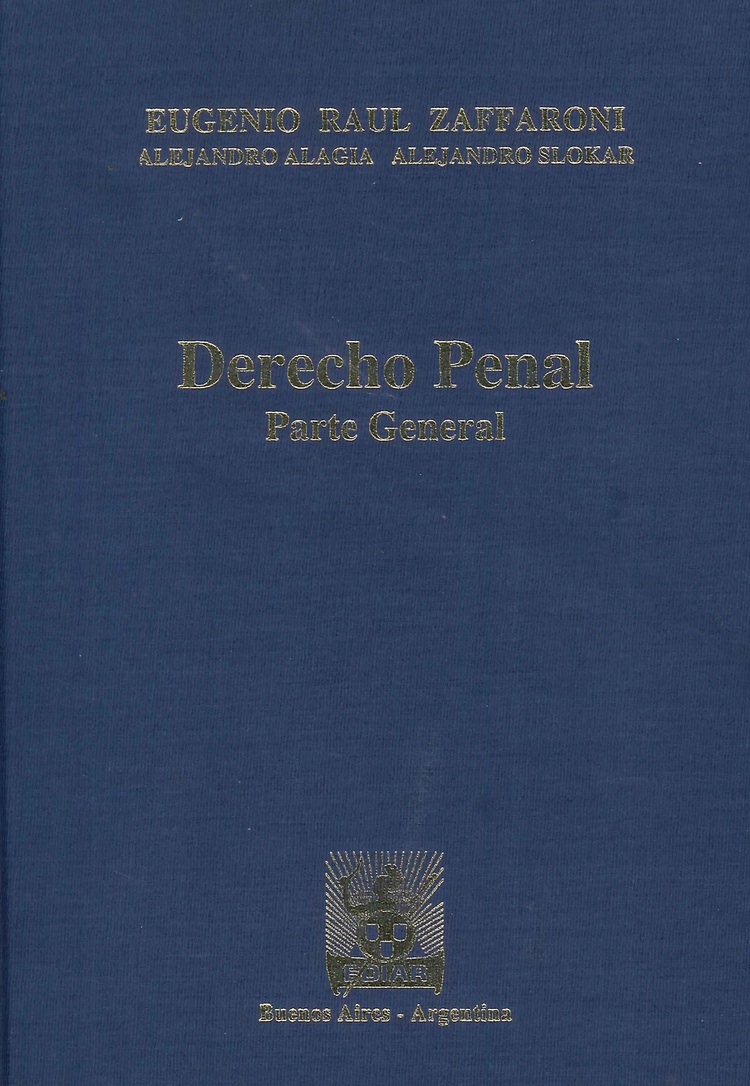 EUGENIO RAUL ZAFFARONI
ALEJANDRO ALAGIA ALEJANDRO SLOKAR
Derecho Penal
Parte General
EDIAR
Buenos Aires - Argentina